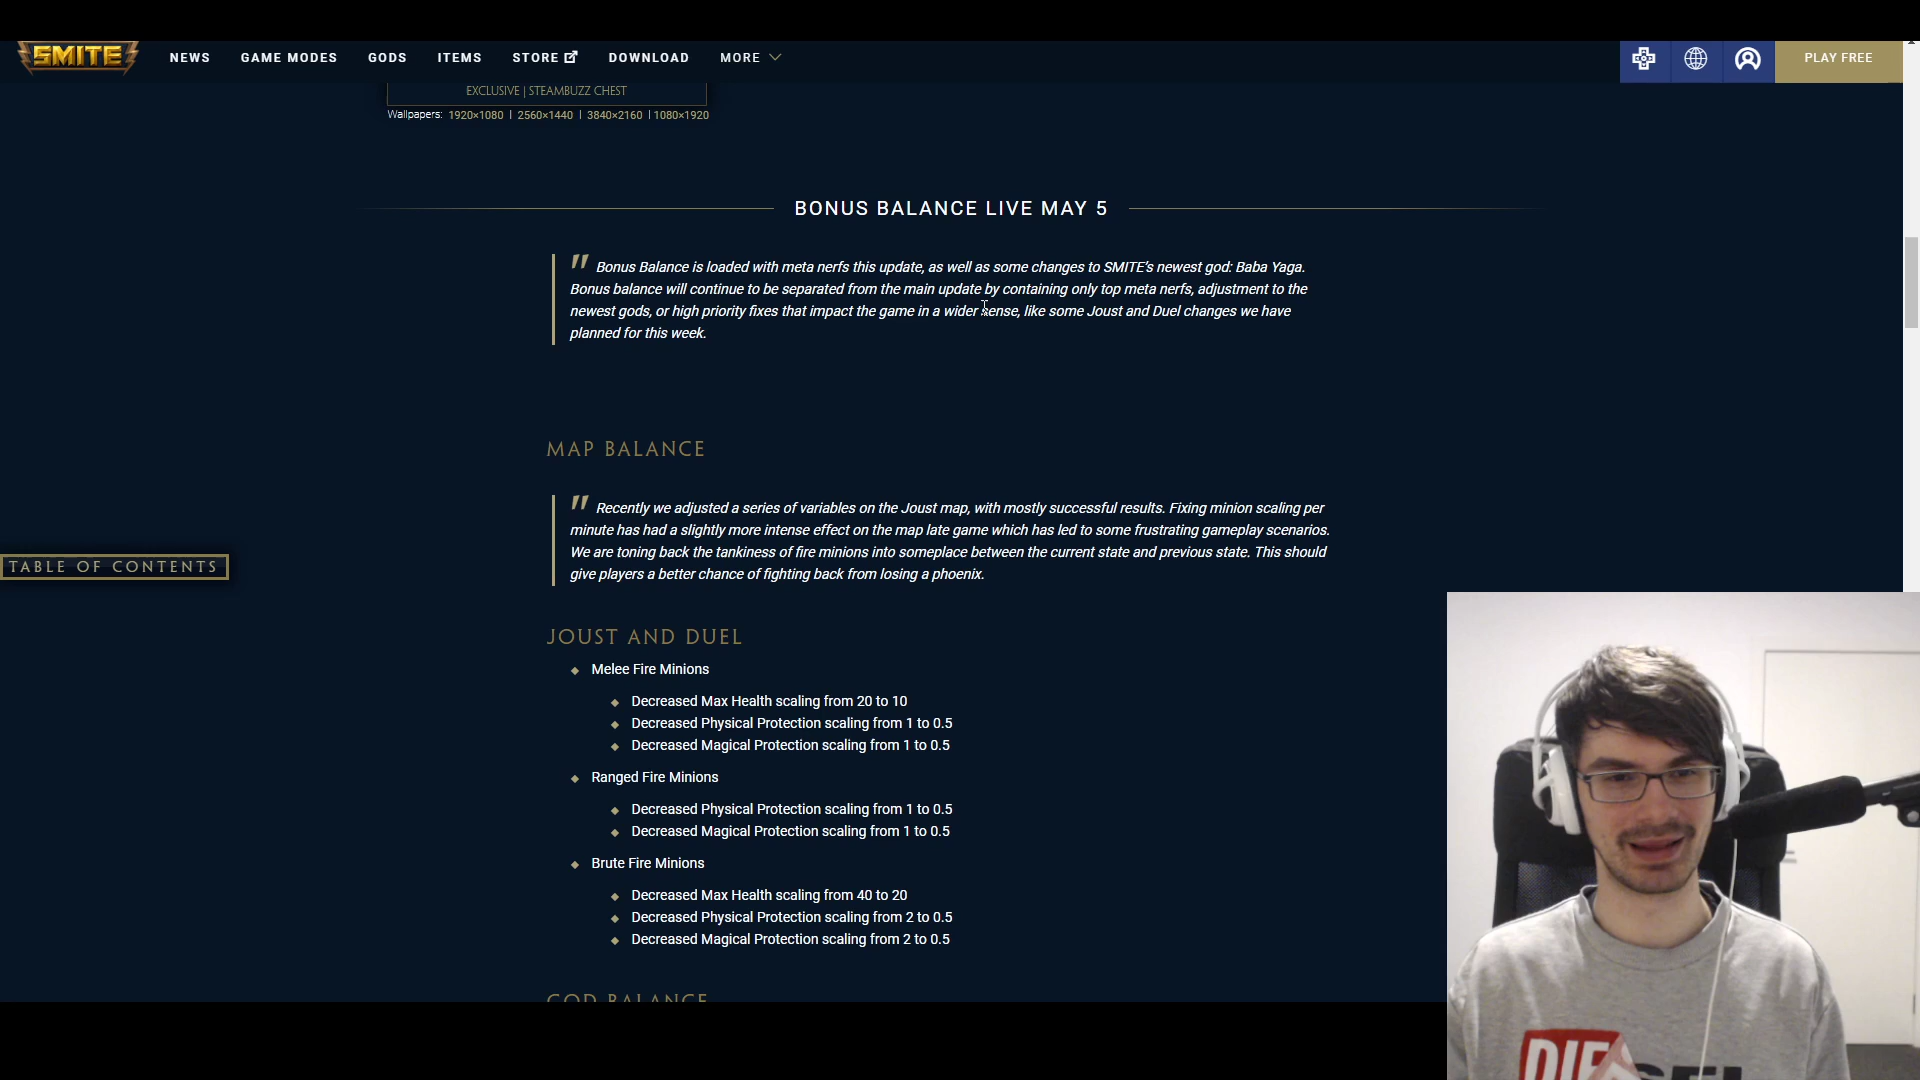 SMITE
NEWS GAME MODES GODS ITEMS STORE DOWNLOAD MORE PLAY FREE
EXCLUSIVE | STEAMBUZZ CHEST
Wallpapers: 1920×1080 | 2560×1440 | 3840×2160 | 1080×1920
BONUS BALANCE LIVE MAY 5
" Bonus Balance is loaded with meta nerfs this update, as well as some changes to SMITE's newest god: Baba Yaga.
Bonus balance will continue to be separated from the main update by containing only top meta nerfs, adjustment to the
newest gods, or high priority fixes that impact the game in a wider sense, like some Joust and Duel changes we have
planned for this week.
MAP BALANCE
" Recently we adjusted a series of variables on the Joust map, with mostly successful results. Fixing minion scaling per
minute has had a slightly more intense effect on the map late game which has led to some frustrating gameplay scenarios.
We are toning back the tankiness of fire minions into someplace between the current state and previous state. This should
give players a better chance of fighting back from losing a phoenix.
TABLE OF CONTENTS
JOUST AND DUEL
Melee Fire Minions
Decreased Max Health scaling from 20 to 10
Decreased Physical Protection scaling from 1 to 0.5
Decreased Magical Protection scaling from 1 to 0.5
Ranged Fire Minions
Decreased Physical Protection scaling from 1 to 0.5
Decreased Magical Protection scaling from 1 to 0.5
Brute Fire Minions
Decreased Max Health scaling from 40 to 20
Decreased Physical Protection scaling from 2 to 0.5
Decreased Magical Protection scaling from 2 to 0.5
GOD BALANCE